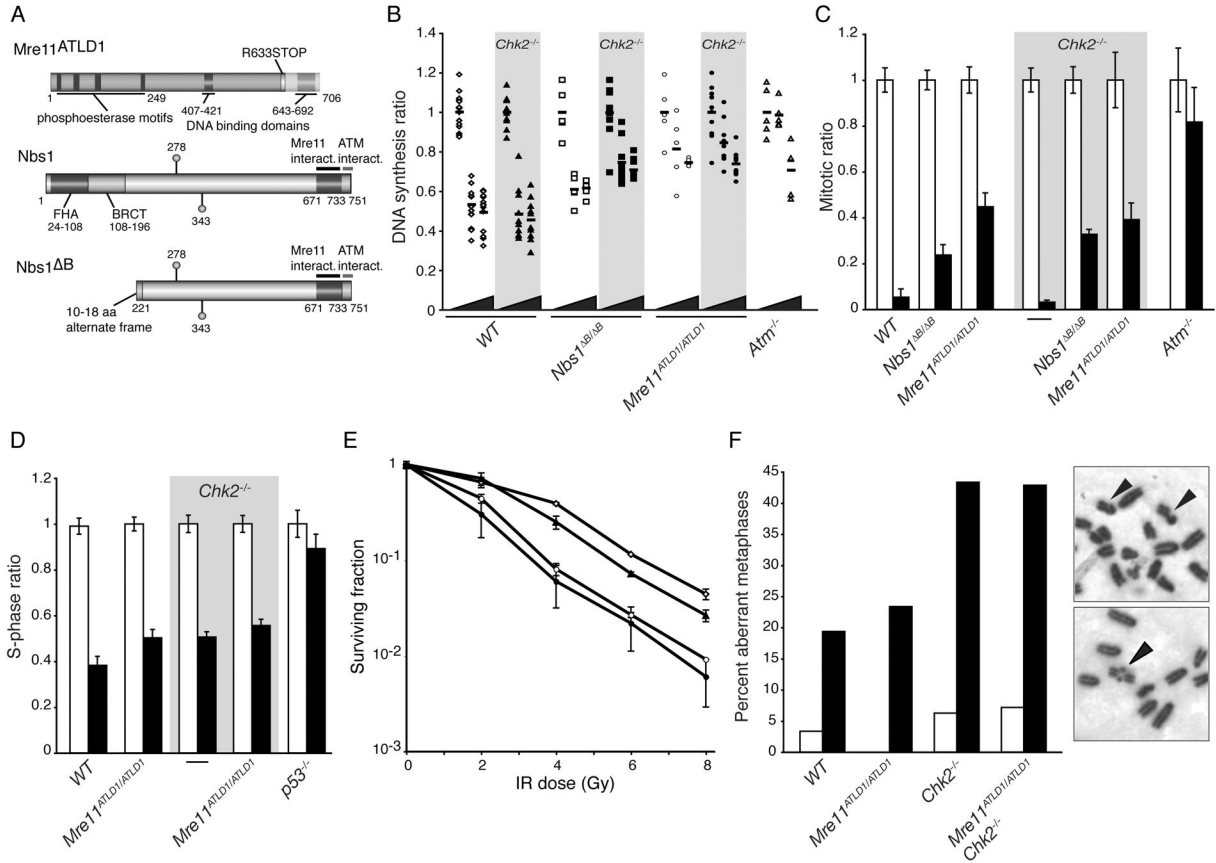 A
Mre11ATLD1
R633STOP
1
249
407-421
643-692
706
phosphoesterase motifs
DNA binding domains
Nbs1
278
Mre11 ATM
interact. interact.
1
FHA
24-108
BRCT
108-196
343
671
733
751
Nbs1ΔB
278
Mre11 ATM
interact. interact.
10-18 aa
alternate frame
221
343
671
733
751
B
DNA synthesis ratio
1.4
1.2
1.0
0.8
0.6
0.4
0.2
0
Chk2-/-
Chk2-/-
Chk2-/-
WT
Nbs1ΔB/ΔB
Mre11ATLD1/ATLD1
Atm-/-
C
Mitotic ratio
1.2
1
0.8
0.6
0.4
0.2
0
Chk2-/-
WT
Nbs1ΔB/ΔB
Mre11ATLD1/ATLD1
Nbs1ΔB/ΔB
Mre11ATLD1/ATLD1
Atm-/-
D
S-phase ratio
1.2
1
0.8
0.6
0.4
0.2
0
Chk2-/-
WT
Mre11ATLD1/ATLD1
Mre11ATLD1/ATLD1
p53-/-
E
Surviving fraction
1
10-1
10-2
10-3
0
2
4
6
8
IR dose (Gy)
F
Percent aberrant metaphases
45
40
35
30
25
20
15
10
5
0
WT
Mre11ATLD1/ATLD1
Chk2-/-
Mre11ATLD1/ATLD1
Chk2-/-